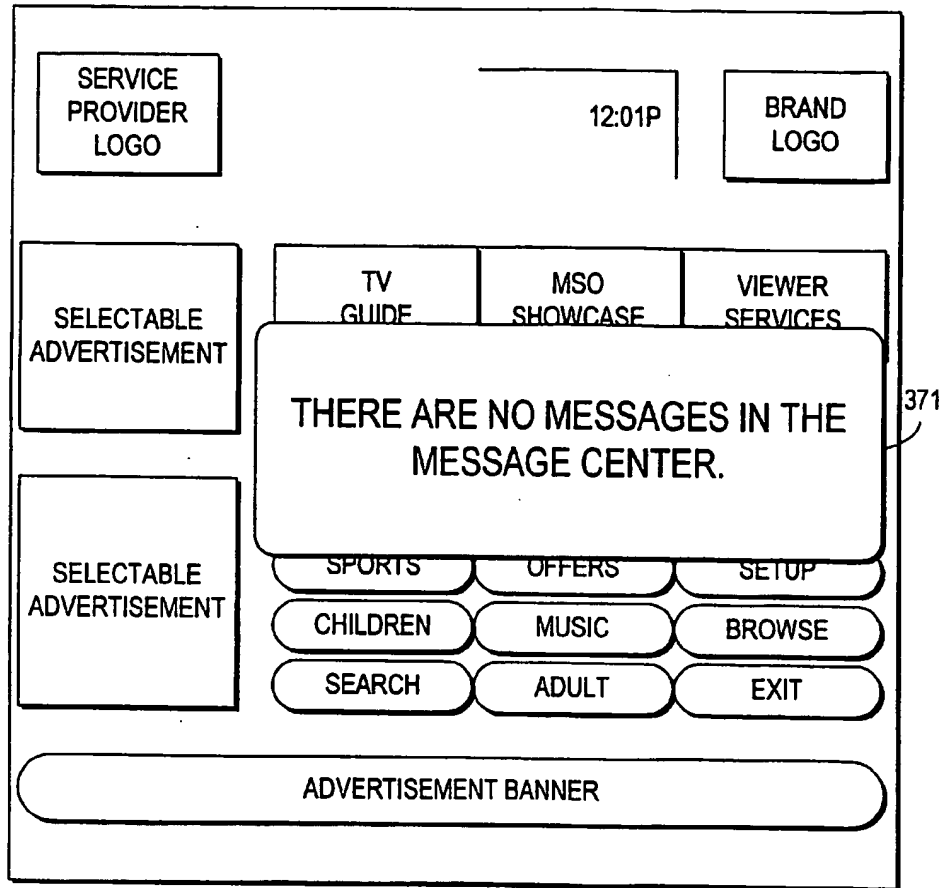 SERVICE
PROVIDER
LOGO
12:01P
BRAND
LOGO
SELECTABLE
ADVERTISEMENT
TV
GUIDE
MSO
SHOWCASE
VIEWER
SERVICES
THERE ARE NO MESSAGES IN THE
MESSAGE CENTER.
371
SELECTABLE
ADVERTISEMENT
SPORTS
OFFERS
SETUP
CHILDREN
MUSIC
BROWSE
SEARCH
ADULT
EXIT
ADVERTISEMENT BANNER